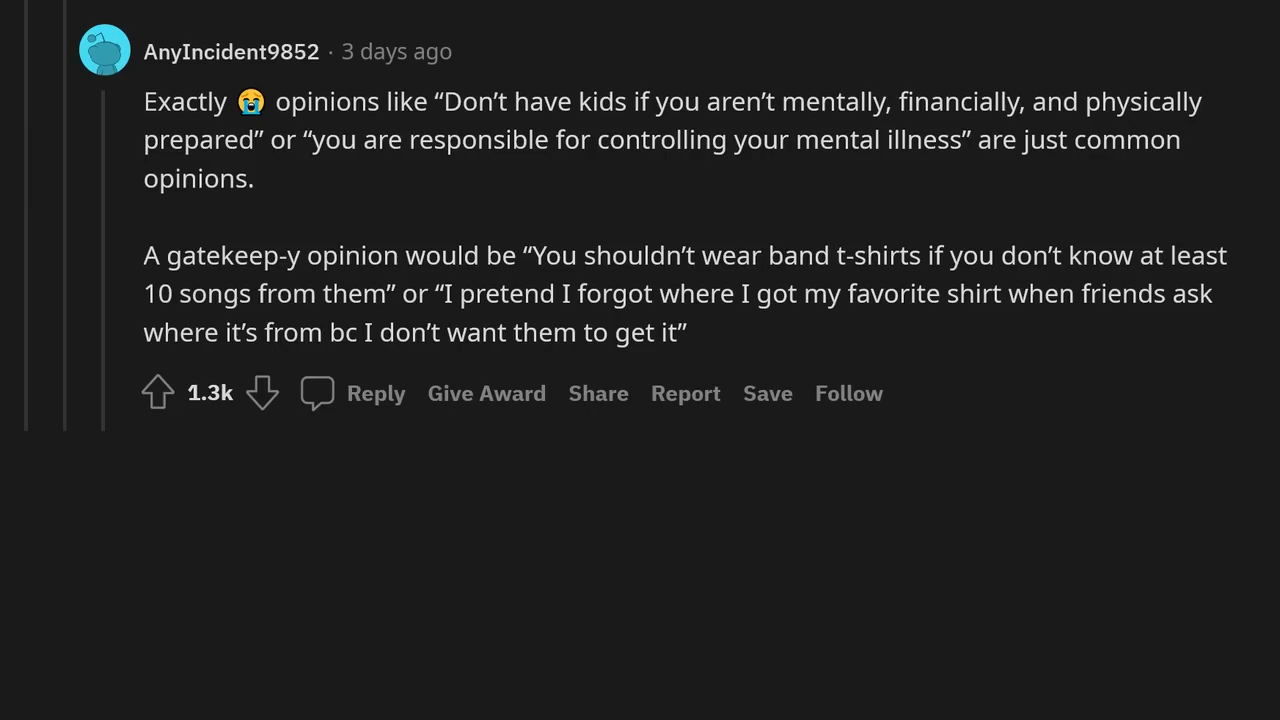 AnyIncident9852 · 3 days ago
Exactly 😭 opinions like “Don’t have kids if you aren’t mentally, financially, and physically
prepared” or “you are responsible for controlling your mental illness” are just common
opinions.
A gatekeep-y opinion would be “You shouldn’t wear band t-shirts if you don’t know at least
10 songs from them” or “I pretend I forgot where I got my favorite shirt when friends ask
where it’s from bc I don’t want them to get it”
1.3k Reply Give Award Share Report Save Follow